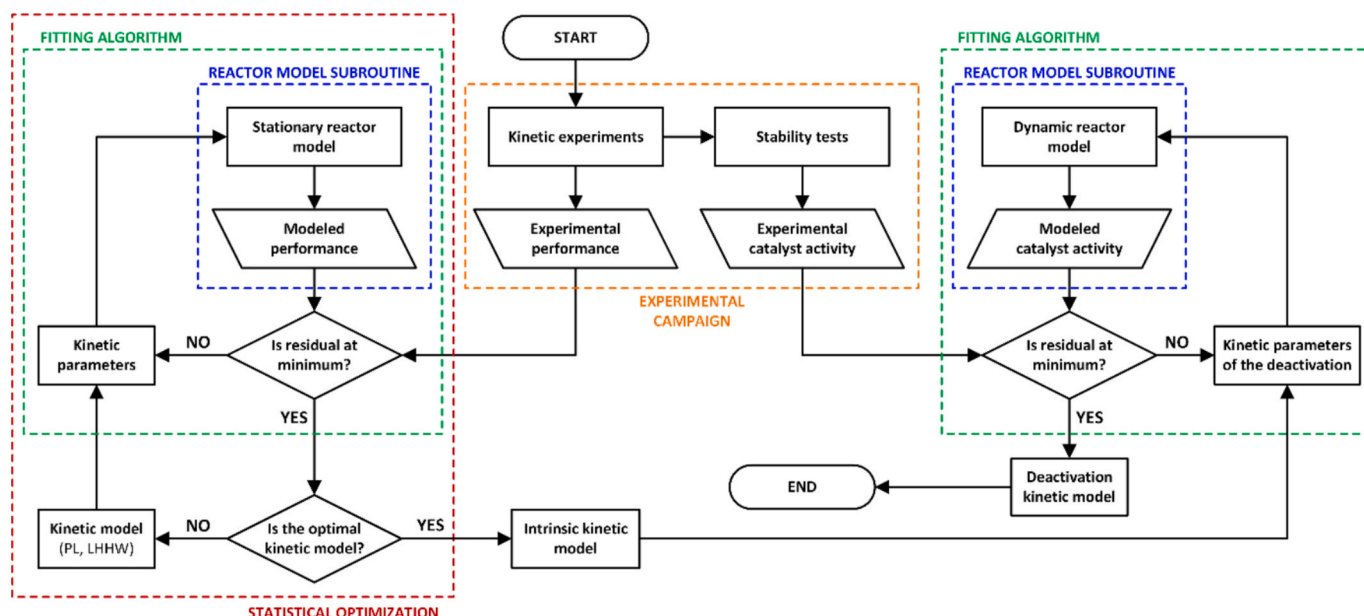 START
FITTING ALGORITHM
FITTING ALGORITHM
REACTOR MODEL SUBROUTINE
REACTOR MODEL SUBROUTINE
Stationary reactor
model
Kinetic experiments
Stability tests
Dynamic reactor
model
Modeled
performance
Experimental
performance
Experimental
catalyst activity
Modeled
catalyst activity
EXPERIMENTAL
CAMPAIGN
Kinetic
parameters
NO
Is residual at
minimum?
Is residual at
minimum?
NO
Kinetic parameters
of the deactivation
YES
YES
END
Deactivation
kinetic model
Kinetic model
(PL, LHHW)
NO
Is the optimal
kinetic model?
YES
Intrinsic kinetic
model
STATISTICAL OPTIMIZATION